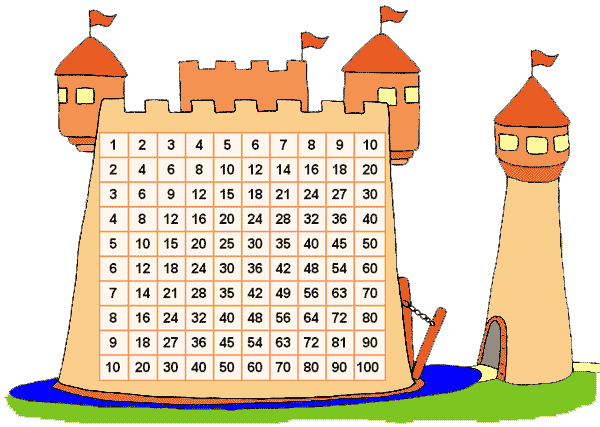 1 2 3 4 5 6 7 8 9 10
2 4 6 8 10 12 14 16 18 20
3 6 9 12 15 18 21 24 27 30
4 8 12 16 20 24 28 32 36 40
5 10 15 20 25 30 35 40 45 50
6 12 18 24 30 36 42 48 54 60
7 14 21 28 35 42 49 56 63 70
8 16 24 32 40 48 56 64 72 80
9 18 27 36 45 54 63 72 81 90
10 20 30 40 50 60 70 80 90 100